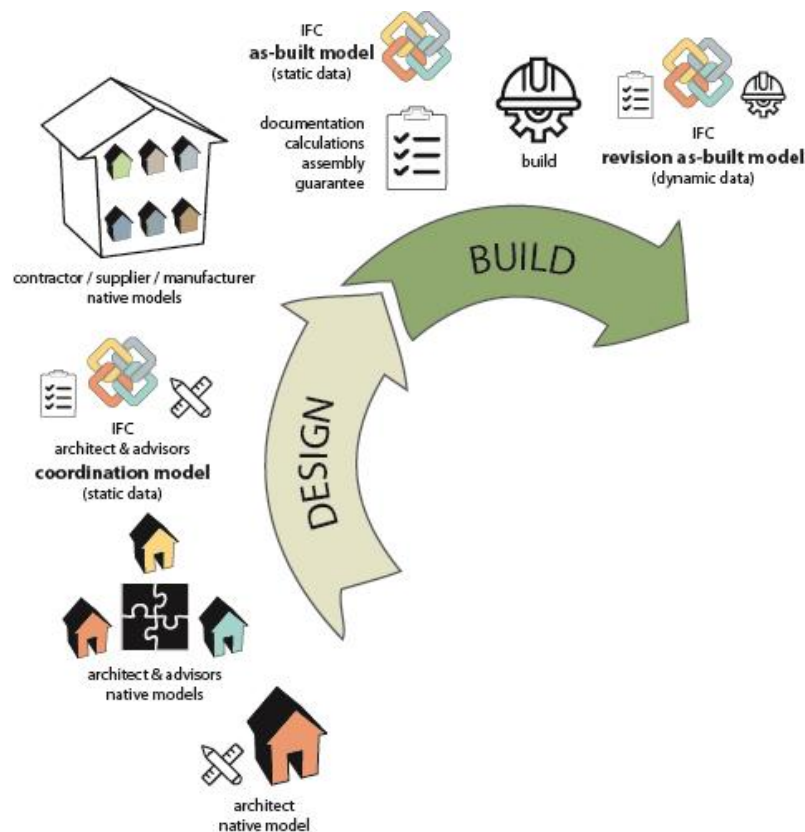 IFC
as-built model
(static data)
documentation
calculations
assembly
guarantee
build
IFC
revision as-built model
(dynamic data)
contractor / supplier / manufacturer
native models
BUILD
DESIGN
IFC
architect & advisors
coordination model
(static data)
architect & advisors
native models
architect
native model